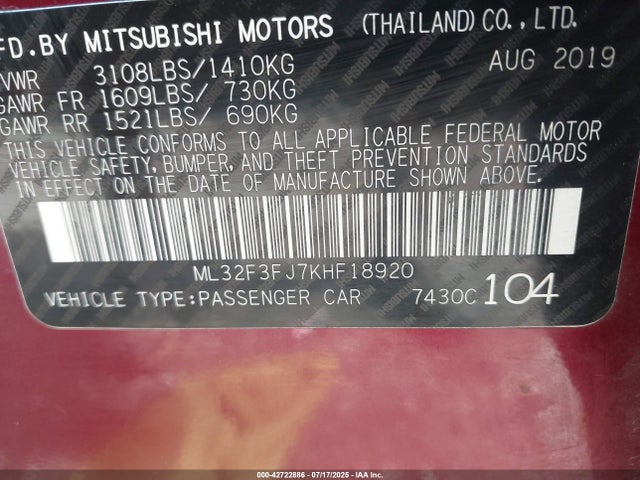 FD.BY MITSUBISHI MOTORS (THAILAND) CO.,LTD.
VWR 3108LBS/1410KG AUG 2019
GAWR FR 1609LBS/ 730KG
GAWR RR 1521LBS/ 690KG
THIS VEHICLE CONFORMS TO ALL APPLICABLE FEDERAL MOTOR
VEHICLE SAFETY, BUMPER, AND THEFT PREVENTION STANDARDS
IN EFFECT ON THE DATE OF MANUFACTURE SHOWN ABOVE.
ML32F3FJ7KHF18920
VEHICLE TYPE:PASSENGER CAR 7430C 104
000-42722886 - 07/17/2025 - IAA Inc.